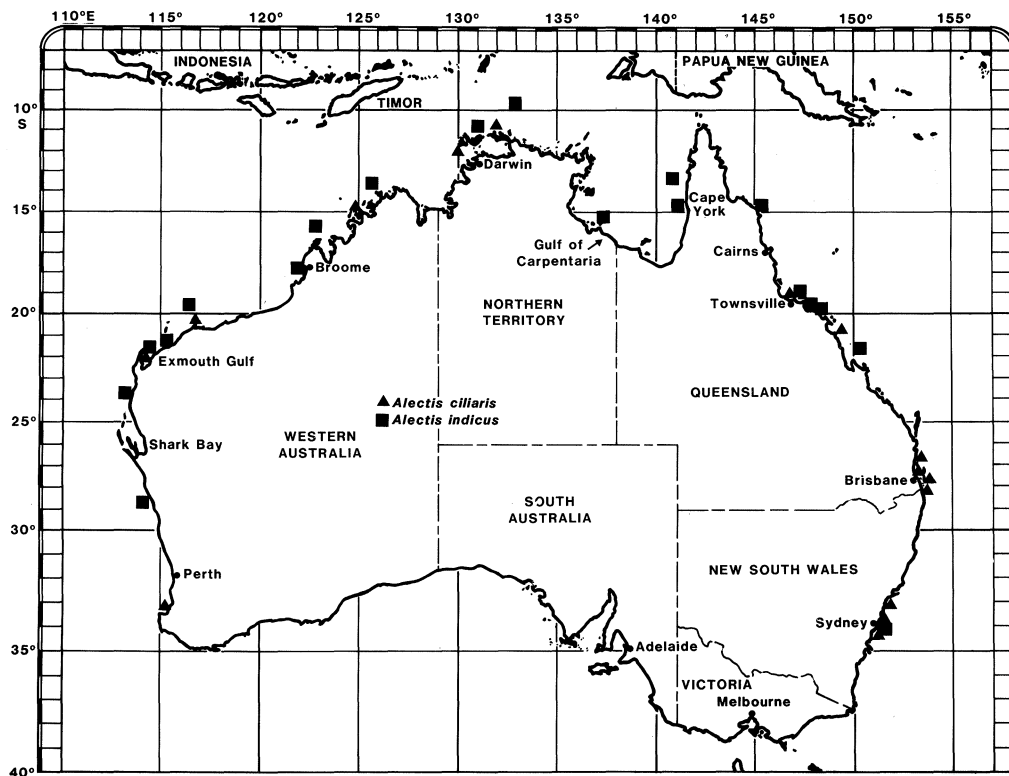 110°E 115° 120° 125° 130° 135° 140° 145° 150° 155°
INDONESIA
PAPUA NEW GUINEA
TIMOR
10°
S
Darwin
15°
Cape
York
Gulf of
Carpentaria
Cairns
Broome
NORTHERN
TERRITORY
Townsville
20°
Exmouth Gulf
QUEENSLAND
Alectis ciliaris
Alectis indicus
25°
Shark Bay
WESTERN
AUSTRALIA
Brisbane
SOUTH
AUSTRALIA
30°
Perth
NEW SOUTH WALES
Sydney
35°
Adelaide
VICTORIA
Melbourne
40°